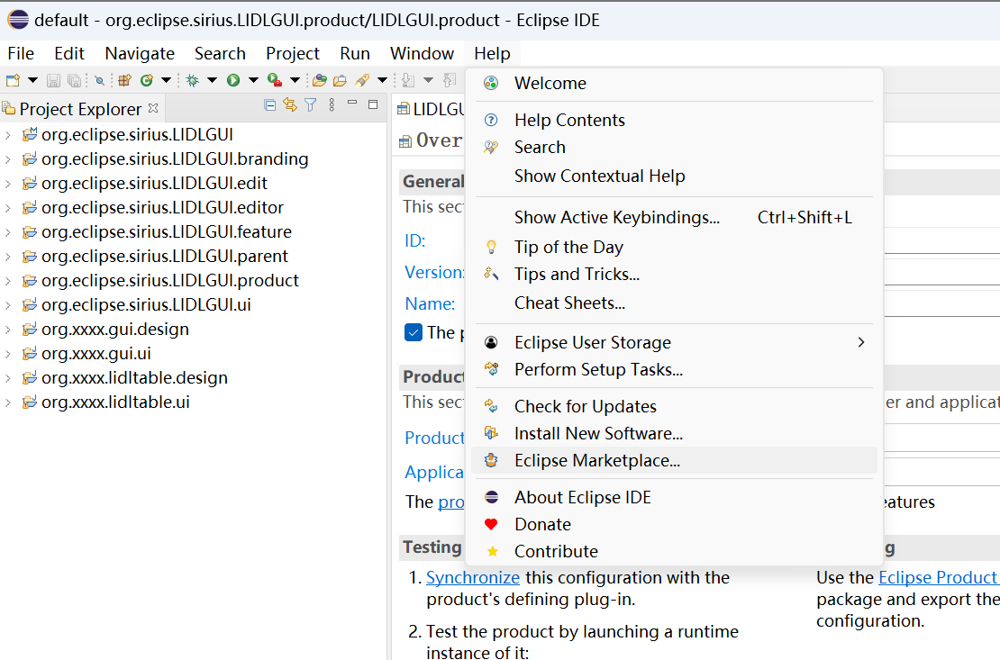 default - org.eclipse.sirius.LIDLGUI.product/LIDLGUI.product - Eclipse IDE
File Edit Navigate Search Project Run Window Help
Project Explorer
org.eclipse.sirius.LIDLGUI
org.eclipse.sirius.LIDLGUI.branding
org.eclipse.sirius.LIDLGUI.edit
org.eclipse.sirius.LIDLGUI.editor
org.eclipse.sirius.LIDLGUI.feature
org.eclipse.sirius.LIDLGUI.parent
org.eclipse.sirius.LIDLGUI.product
org.eclipse.sirius.LIDLGUI.ui
org.xxxx.gui.design
org.xxxx.gui.ui
org.xxxx.lidltable.design
org.xxxx.lidltable.ui
Welcome
Help Contents
Search
Show Contextual Help
Show Active Keybindings... Ctrl+Shift+L
Tip of the Day
Tips and Tricks...
Cheat Sheets...
Eclipse User Storage
Perform Setup Tasks...
Check for Updates
Install New Software...
Eclipse Marketplace...
About Eclipse IDE
Donate
Contribute
General
This
ID:
Version:
Name:
The
Product
This
er and applicat
Product
Applica
The pro
eatures
Testing
1. Synchronize this configuration with the
product's defining plug-in.
2. Test the product by launching a runtime
instance of it:
g
Use the Eclipse Product
package and export the
configuration.